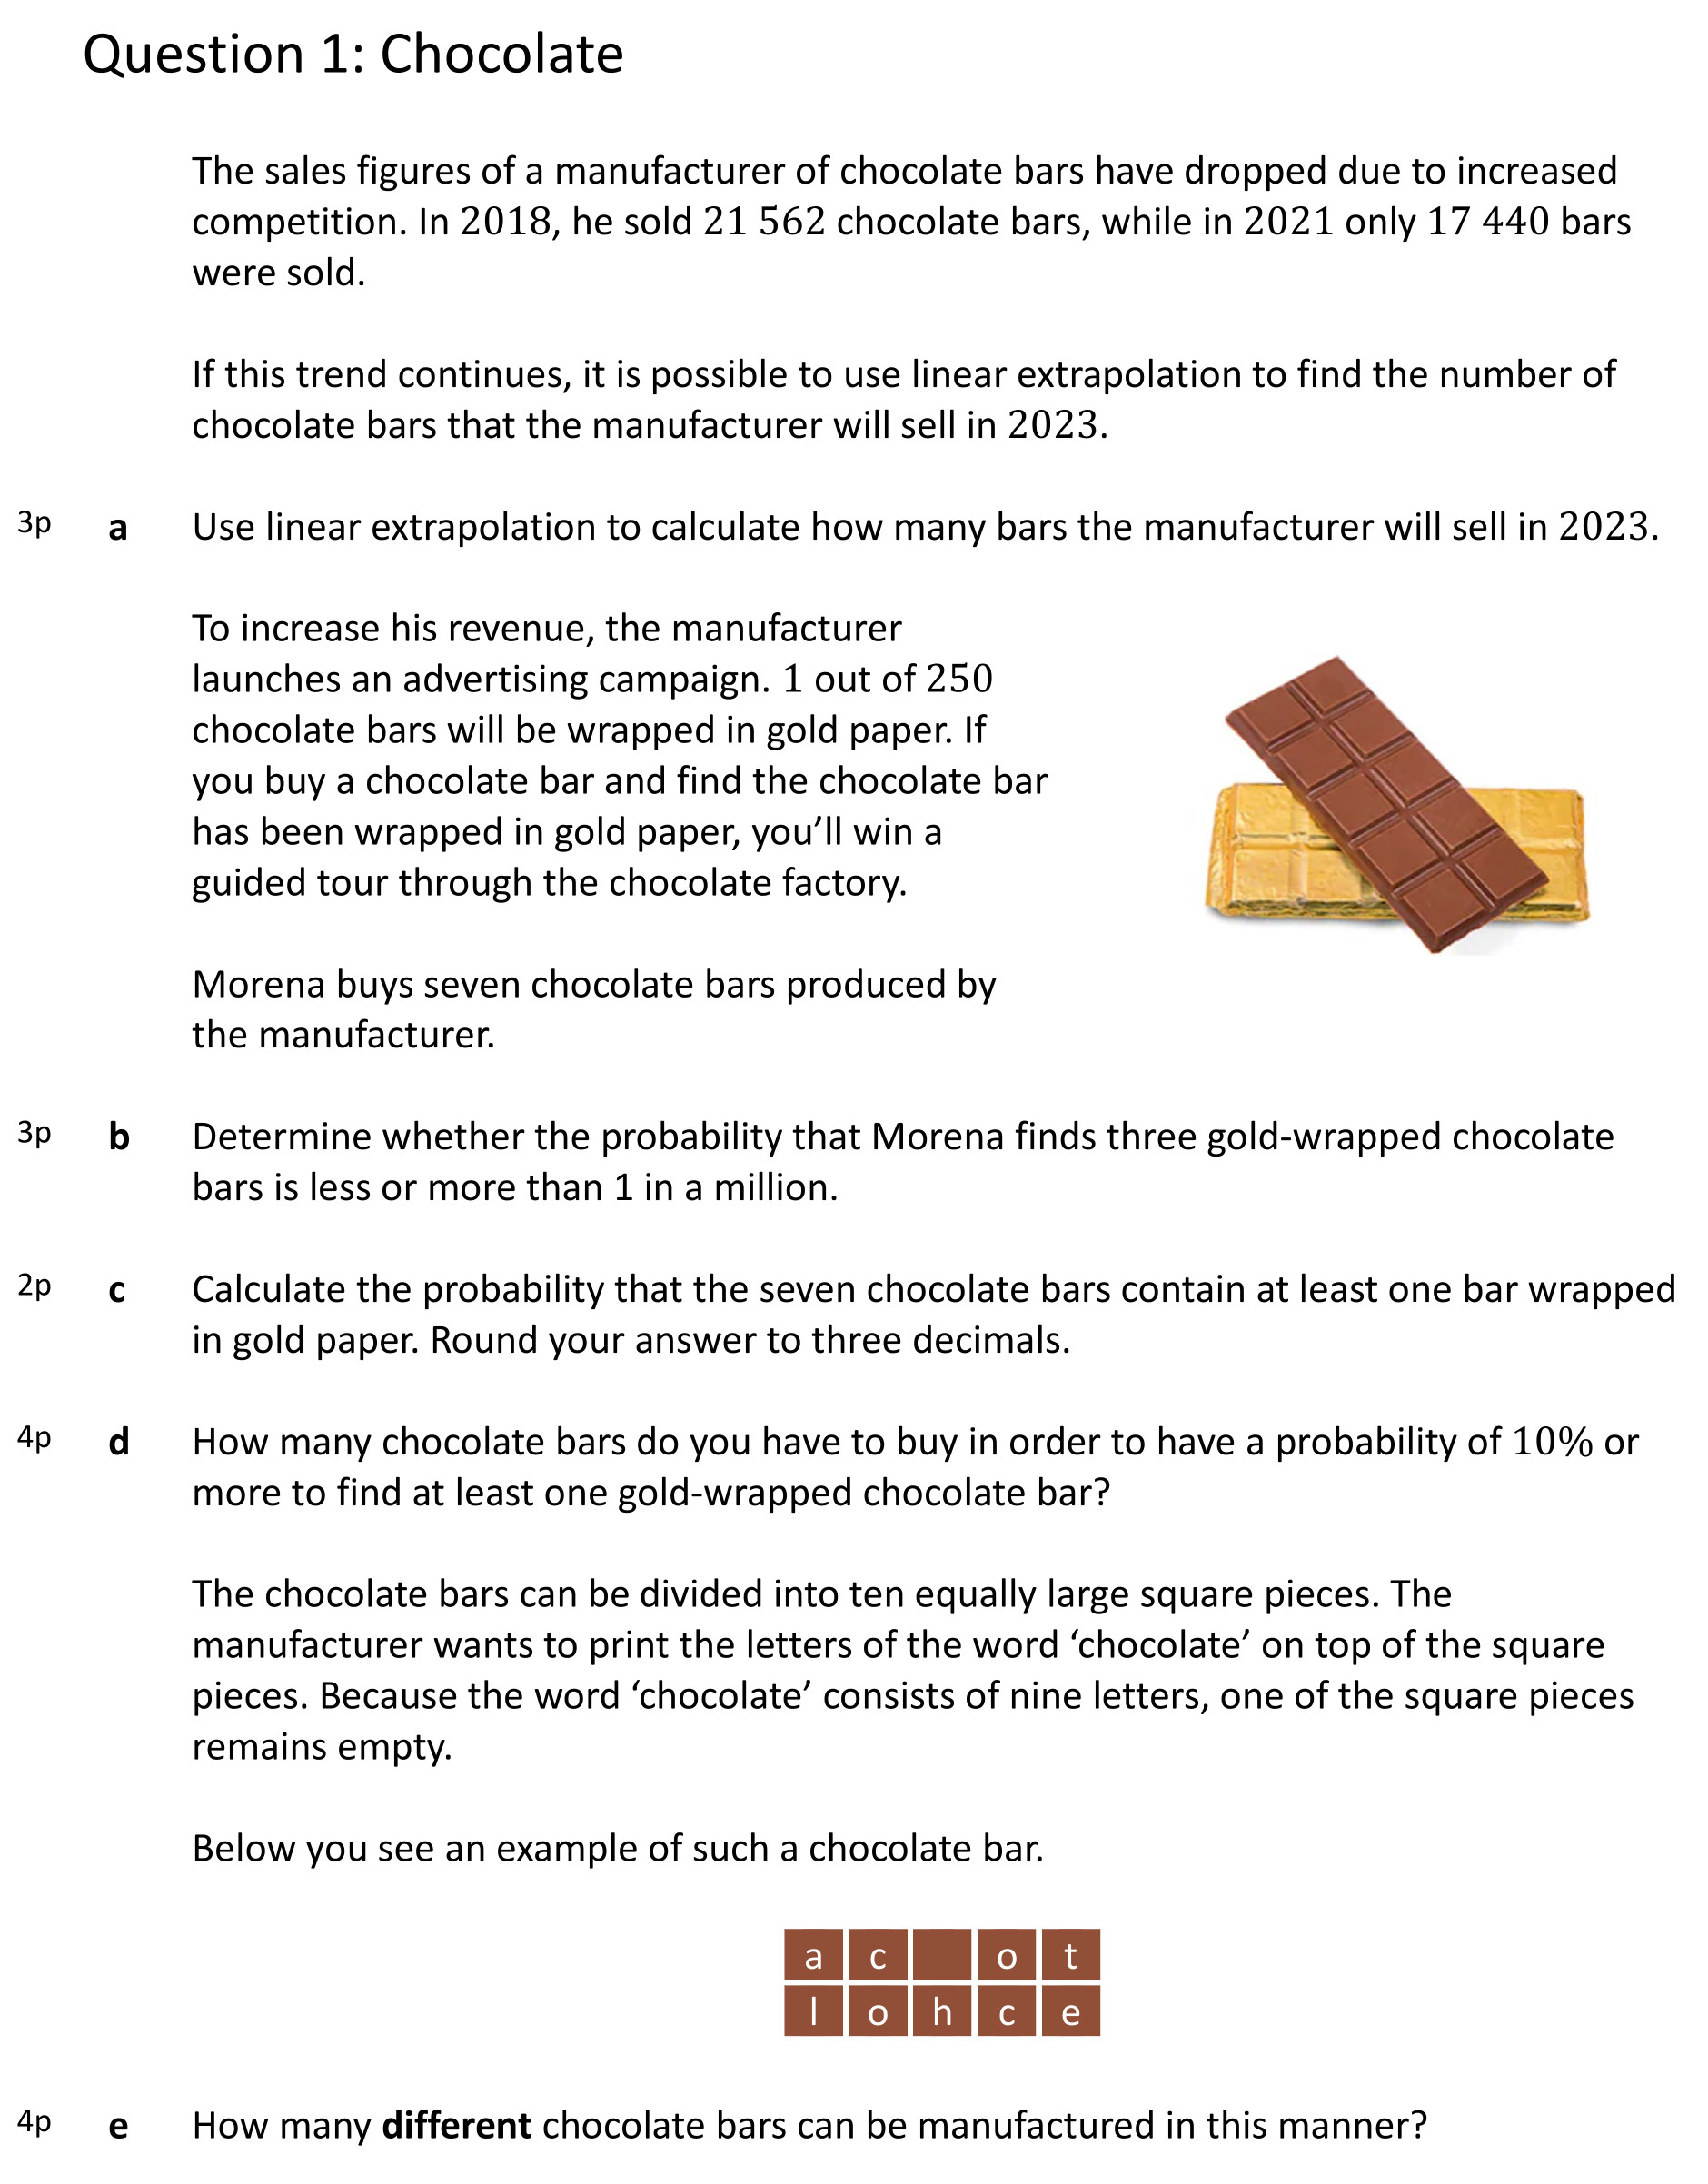 Question 1: Chocolate
The sales figures of a manufacturer of chocolate bars have dropped due to increased
competition. In 2018, he sold 21 562 chocolate bars, while in 2021 only 17 440 bars
were sold.
If this trend continues, it is possible to use linear extrapolation to find the number of
chocolate bars that the manufacturer will sell in 2023.
3p a Use linear extrapolation to calculate how many bars the manufacturer will sell in 2023.
To increase his revenue, the manufacturer
launches an advertising campaign. 1 out of 250
chocolate bars will be wrapped in gold paper. If
you buy a chocolate bar and find the chocolate bar
has been wrapped in gold paper, you’ll win a
guided tour through the chocolate factory.
Morena buys seven chocolate bars produced by
the manufacturer.
3p b Determine whether the probability that Morena finds three gold-wrapped chocolate
bars is less or more than 1 in a million.
2p c Calculate the probability that the seven chocolate bars contain at least one bar wrapped
in gold paper. Round your answer to three decimals.
4p d How many chocolate bars do you have to buy in order to have a probability of 10% or
more to find at least one gold-wrapped chocolate bar?
The chocolate bars can be divided into ten equally large square pieces. The
manufacturer wants to print the letters of the word ‘chocolate’ on top of the square
pieces. Because the word ‘chocolate’ consists of nine letters, one of the square pieces
remains empty.
Below you see an example of such a chocolate bar.
a c o t
l o h c e
4p e How many different chocolate bars can be manufactured in this manner?